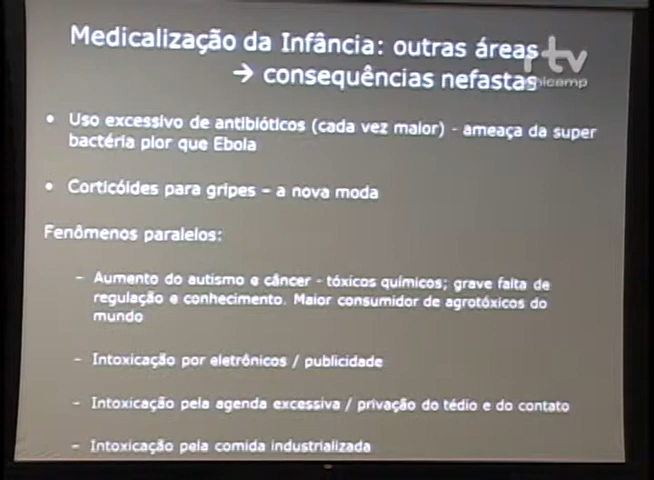 Medicalização da Infância: outras áreas
→ consequências nefastas
rtv
unicamp
• Uso excessivo de antibióticos (cada vez maior) - ameaça da super
bactéria pior que Ebola
• Corticóides para gripes – a nova moda
Fenômenos paralelos:
– Aumento do autismo e câncer - tóxicos químicos; grave falta de
regulação e conhecimento. Maior consumidor de agrotóxicos do
mundo
- Intoxicação por eletrônicos / publicidade
- Intoxicação pela agenda excessiva / privação do tédio e do contato
– Intoxicação pela comida industrializada